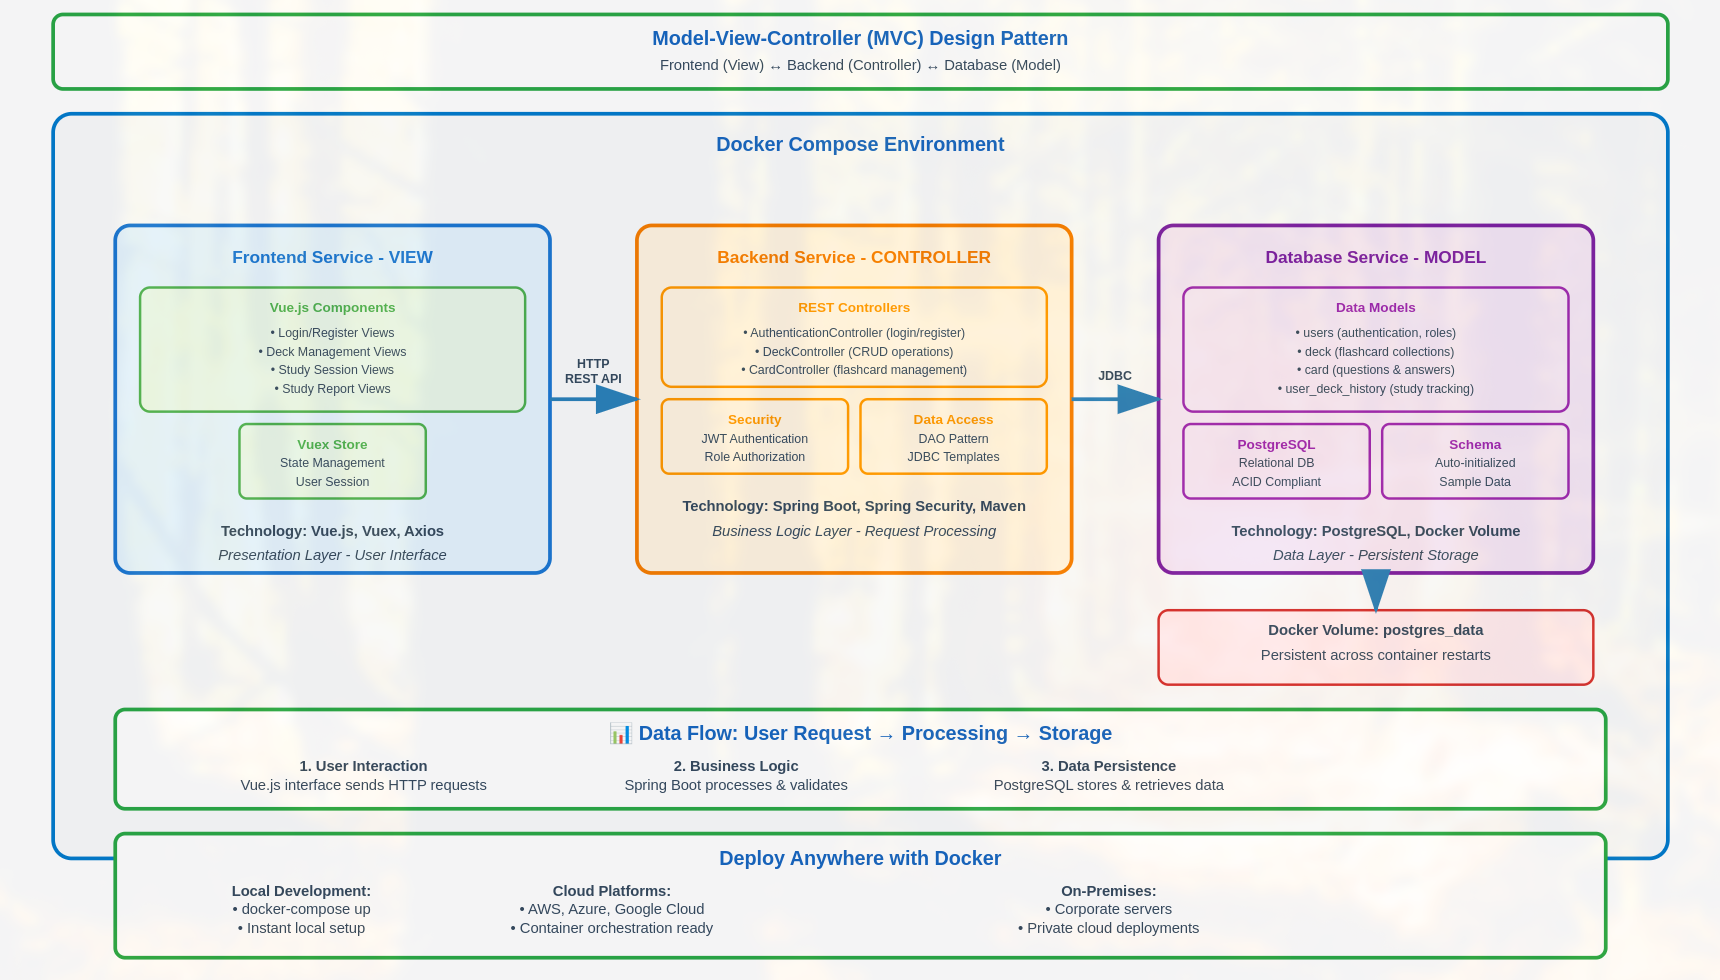 Model-View-Controller (MVC) Design Pattern
Frontend (View) ↔ Backend (Controller) ↔ Database (Model)
Docker Compose Environment
Frontend Service - VIEW
Vue.js Components
• Login/Register Views
• Deck Management Views
• Study Session Views
• Study Report Views
Vuex Store
State Management
User Session
Technology: Vue.js, Vuex, Axios
Presentation Layer - User Interface
HTTP
REST API
Backend Service - CONTROLLER
REST Controllers
• AuthenticationController (login/register)
• DeckController (CRUD operations)
• CardController (flashcard management)
Security
JWT Authentication
Role Authorization
Data Access
DAO Pattern
JDBC Templates
Technology: Spring Boot, Spring Security, Maven
Business Logic Layer - Request Processing
JDBC
Database Service - MODEL
Data Models
• users (authentication, roles)
• deck (flashcard collections)
• card (questions & answers)
• user_deck_history (study tracking)
PostgreSQL
Relational DB
ACID Compliant
Schema
Auto-initialized
Sample Data
Technology: PostgreSQL, Docker Volume
Data Layer - Persistent Storage
Docker Volume: postgres_data
Persistent across container restarts
📊 Data Flow: User Request → Processing → Storage
1. User Interaction
Vue.js interface sends HTTP requests
2. Business Logic
Spring Boot processes & validates
3. Data Persistence
PostgreSQL stores & retrieves data
Deploy Anywhere with Docker
Local Development:
• docker-compose up
• Instant local setup
Cloud Platforms:
• AWS, Azure, Google Cloud
• Container orchestration ready
On-Premises:
• Corporate servers
• Private cloud deployments